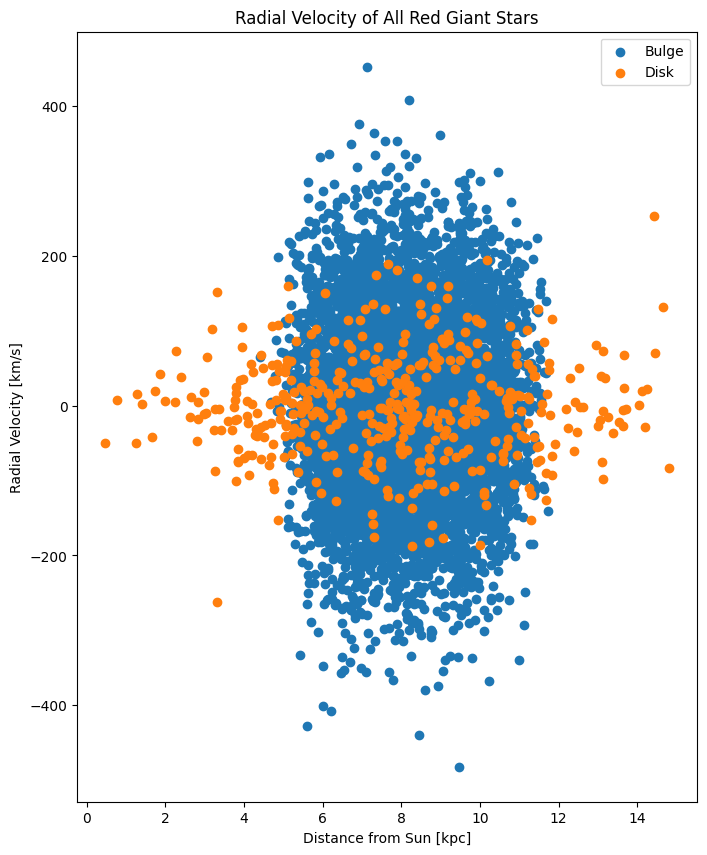 Radial Velocity of All Red Giant Stars
Bulge
Disk
400
200
0
−200
−400
Radial Velocity [km/s]
0 2 4 6 8 10 12 14
Distance from Sun [kpc]